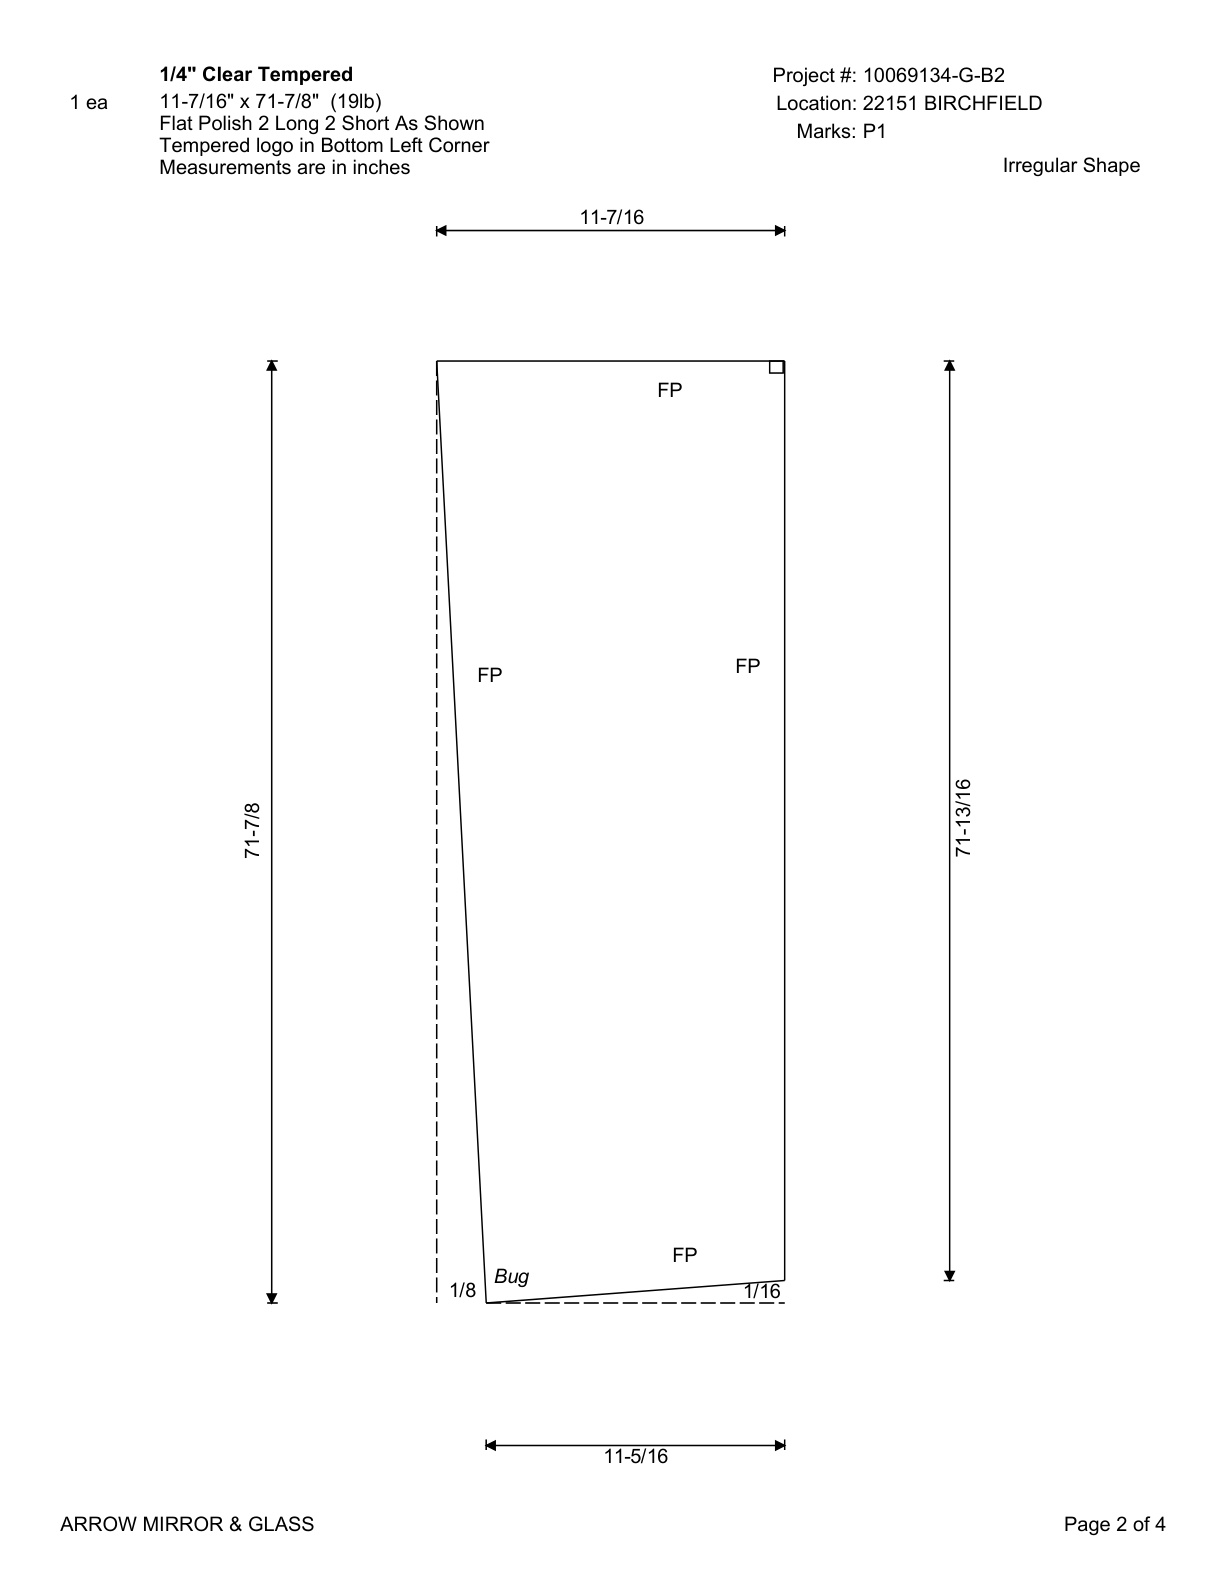 1/4" Clear Tempered
1 ea
11-7/16" x 71-7/8" (19lb)
Flat Polish 2 Long 2 Short As Shown
Tempered logo in Bottom Left Corner
Measurements are in inches
Project #: 10069134-G-B2
Location: 22151 BIRCHFIELD
Marks: P1
Irregular Shape
11-7/16
FP
FP
FP
71-7/8
71-13/16
FP
Bug
1/8
1/16
11-5/16
ARROW MIRROR & GLASS
Page 2 of 4